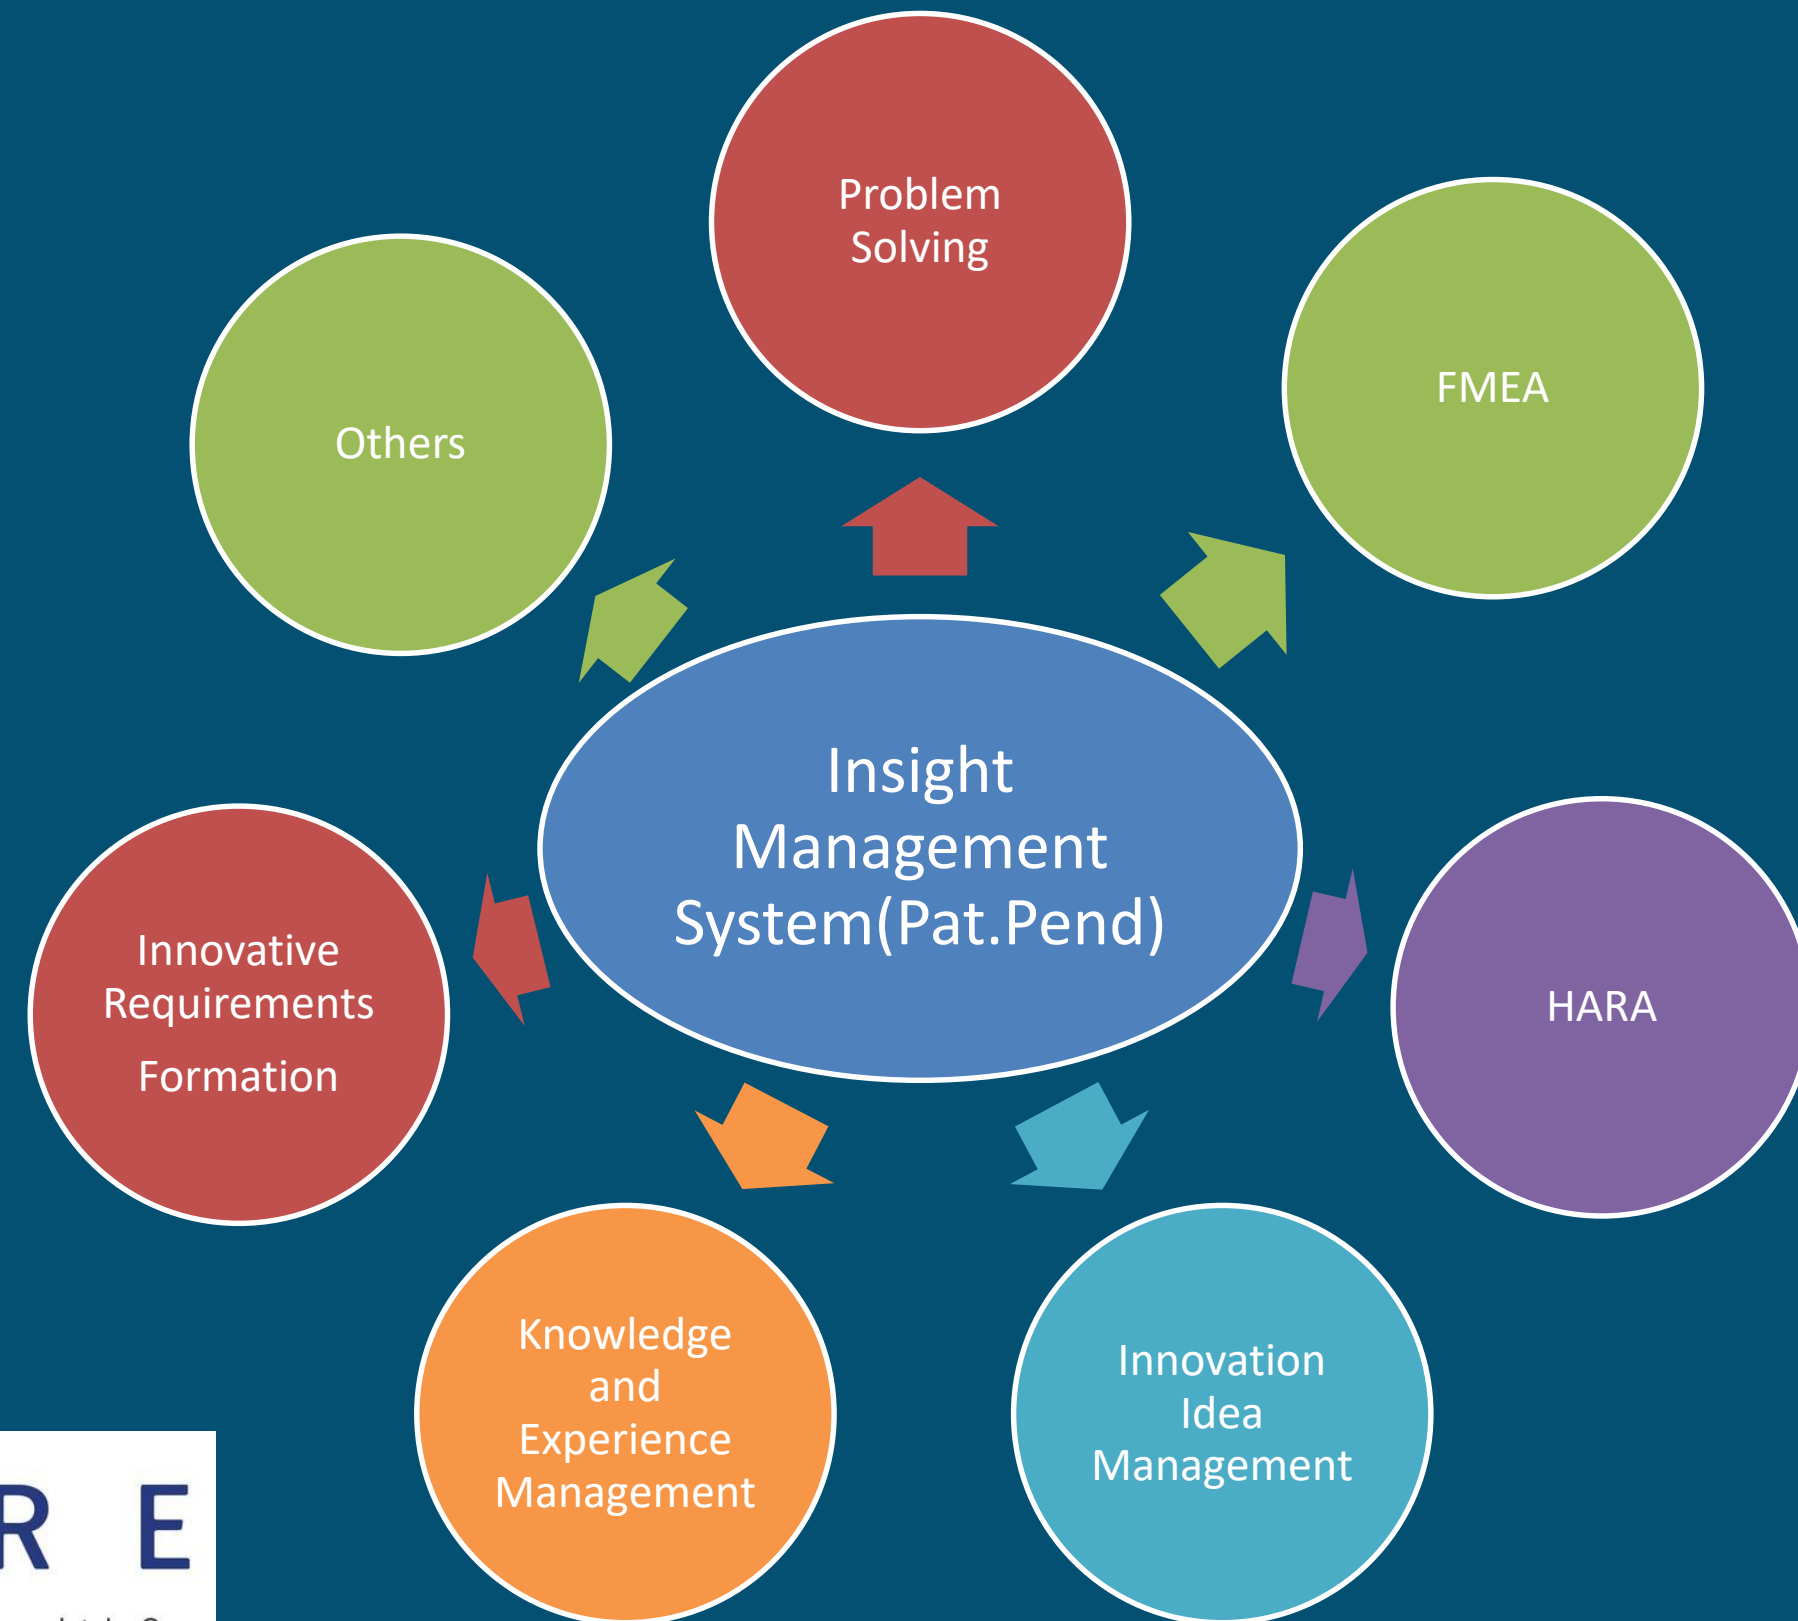 Problem
Solving
FMEA
Others
Insight
Management
System(Pat.Pend)
Innovative
Requirements
Formation
HARA
Knowledge
and
Experience
Management
Innovation
Idea
Management
R E